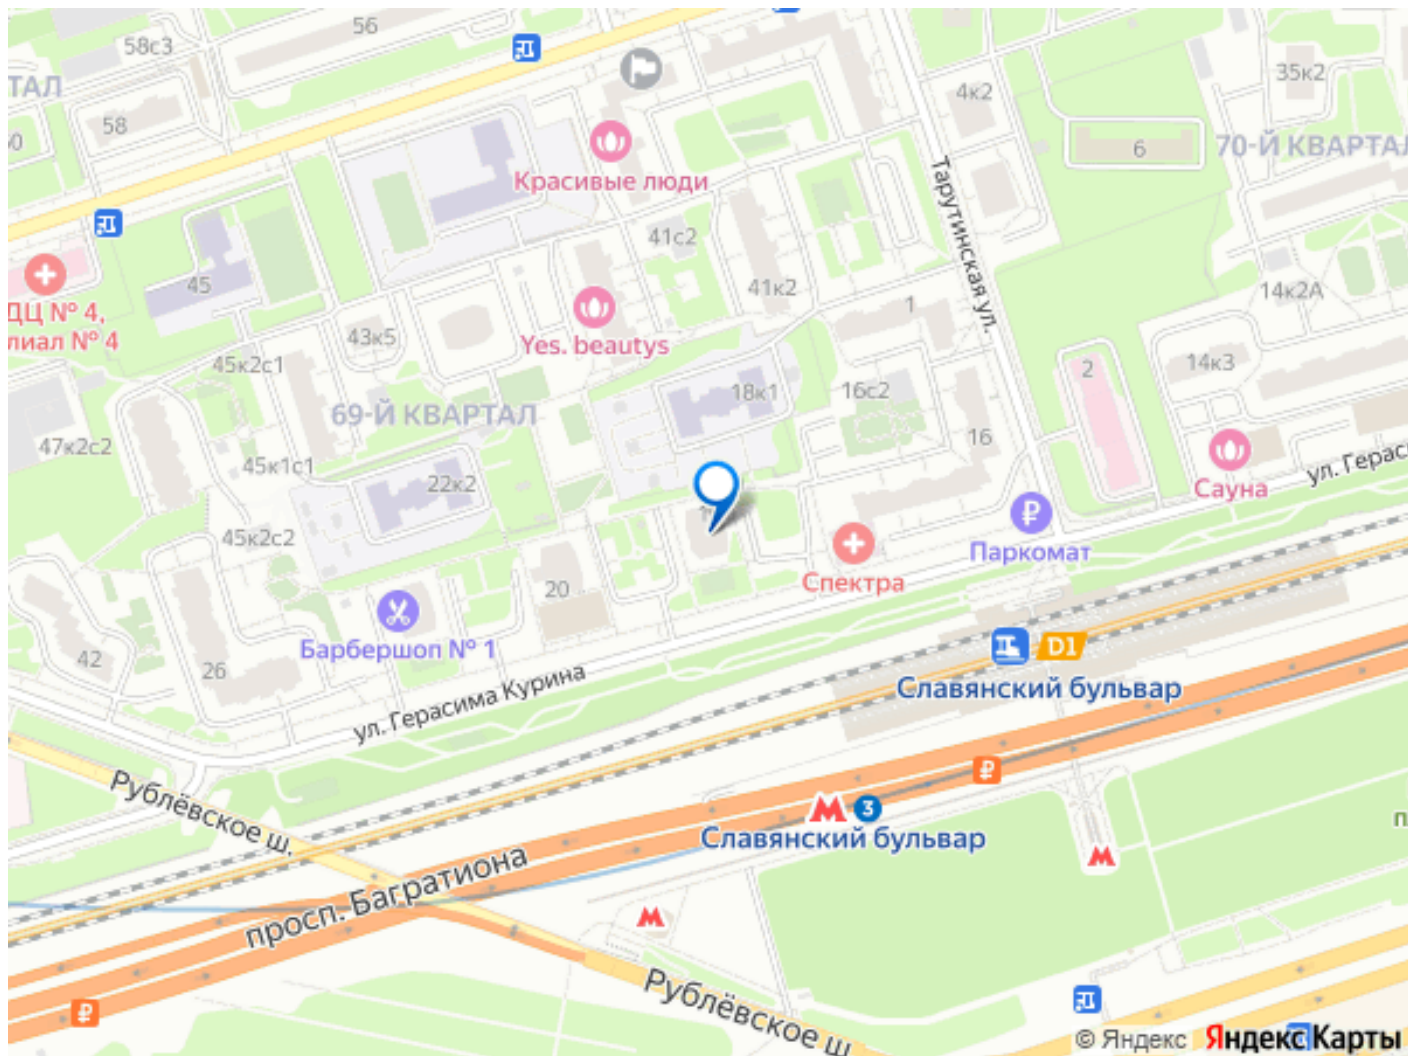 56
58с3
ТАЛ
58
50
4к2
35к2
6
70-Й КВАРТАЛ
Красивые люди
Тарутинская ул.
41с2
45
41к2
14к2А
ДЦ № 4,
лиал № 4
43к5
Yes. beautys
1
45к2с1
2
14к3
18к1
16с2
69-Й КВАРТАЛ
16
47к2с2
45к1с1
22к2
Сауна
ул. Герас
45к2с2
Паркомат
Спектра
20
Барбершоп № 1
42
26
D1
Славянский бульвар
ул. Герасима Курина
Рублёвское ш.
3
Славянский бульвар
просп. Багратиона
Рублёвское ш.
© Яндекс Яндекс Карты